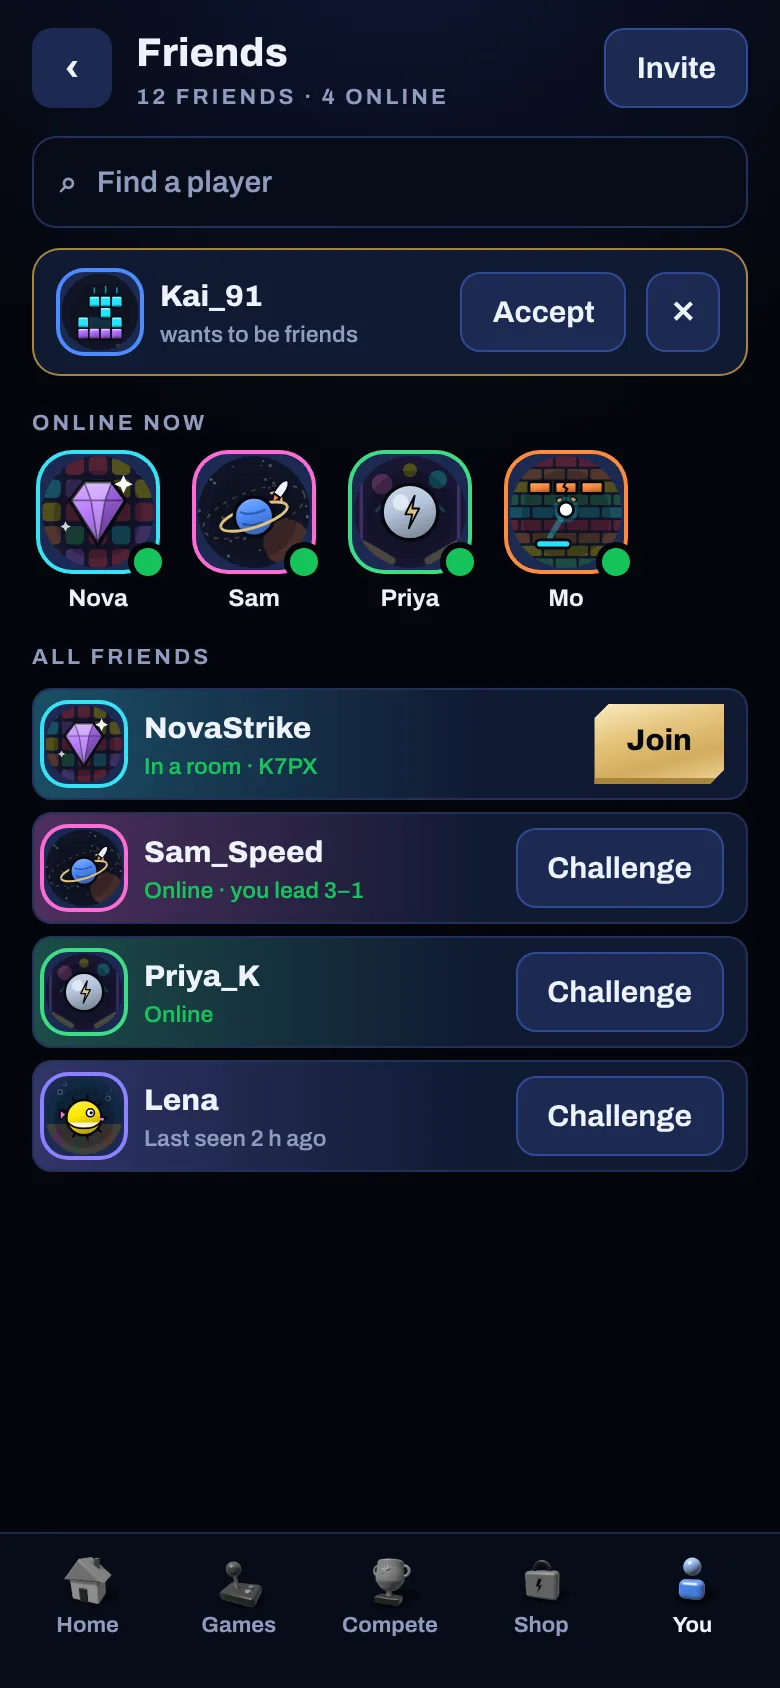 ‹
Friends
12 FRIENDS · 4 ONLINE
Invite
Find a player
Kai_91
wants to be friends
Accept
✕
ONLINE NOW
Nova
Sam
Priya
Mo
ALL FRIENDS
NovaStrike
In a room · K7PX
Join
Sam_Speed
Online · you lead 3–1
Challenge
Priya_K
Online
Challenge
Lena
Last seen 2 h ago
Challenge
Home
Games
Compete
Shop
You